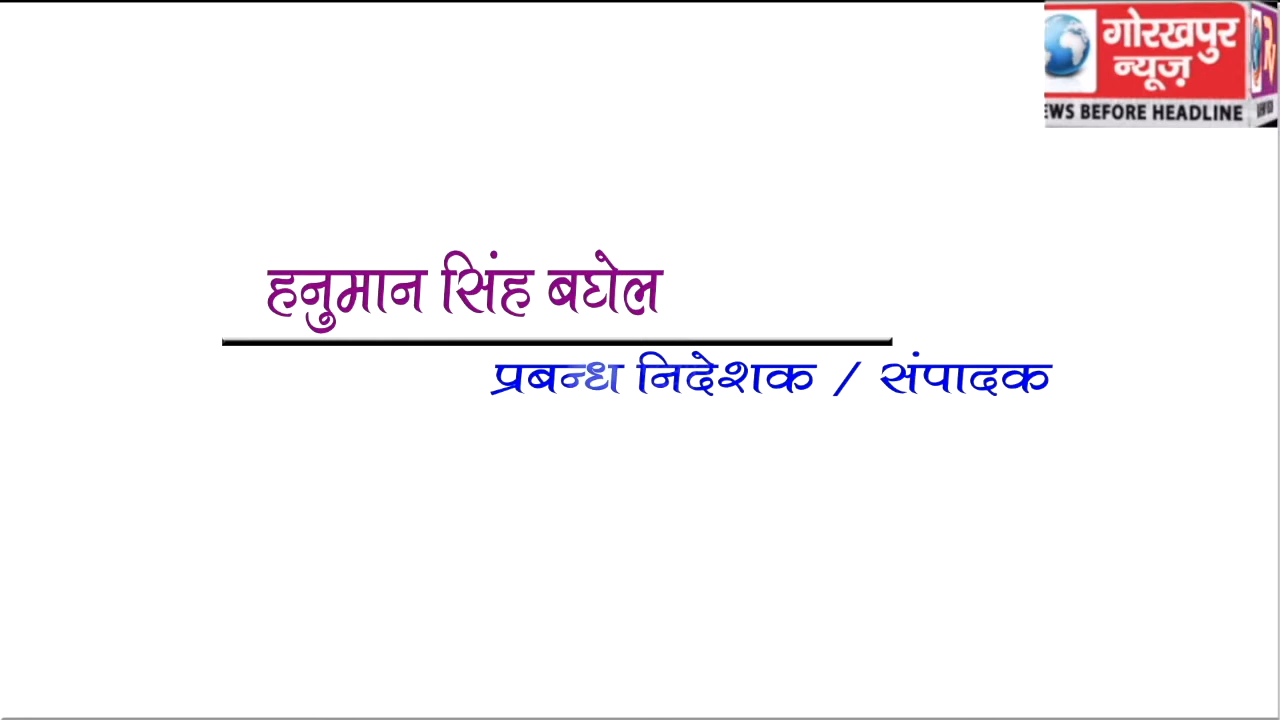 गोरखपुर
न्यूज़
EWS BEFORE HEADLINE
हनुमान सिंह बघेल
प्रबन्ध निदेशक / संपादक